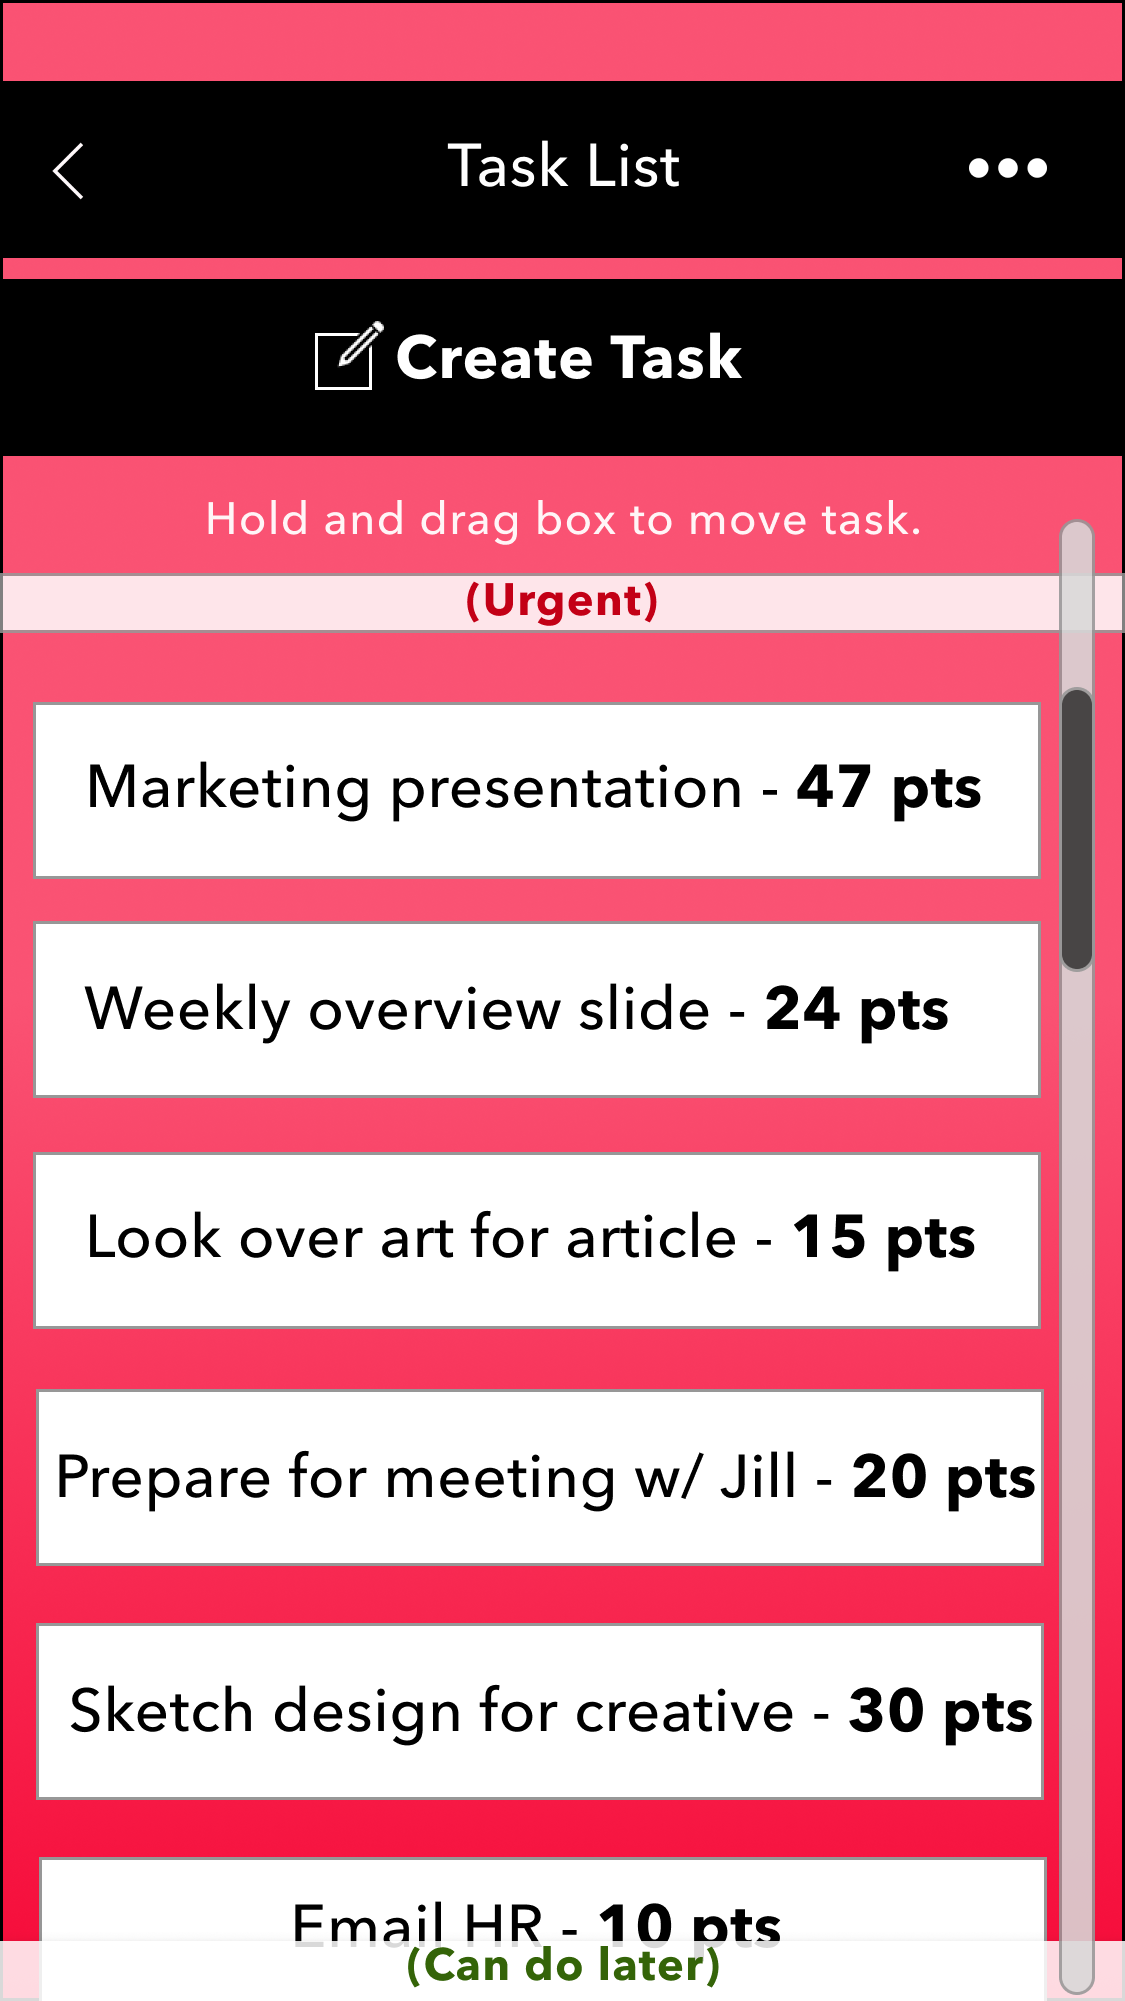 Task List
Create Task
Hold and drag box to move task.
(Urgent)
Marketing presentation - 47 pts
Weekly overview slide - 24 pts
Look over art for article - 15 pts
Prepare for meeting w/ Jill - 20 pts
Sketch design for creative - 30 pts
Email HR - 10 pts
(Can do later)